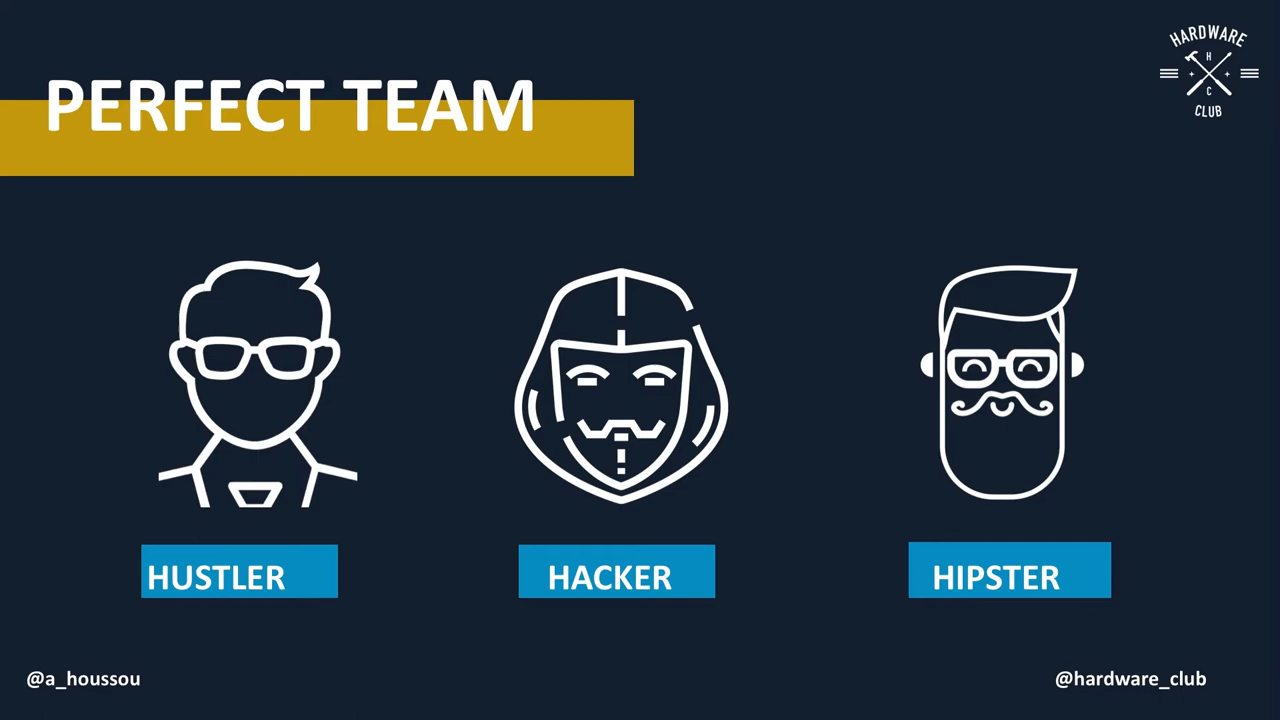 HARDWARE
H
C
CLUB
PERFECT TEAM
HUSTLER
HACKER
HIPSTER
@a_houssou
@hardware_club